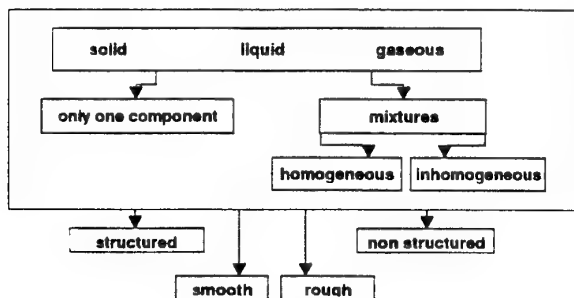 solid liquid gaseous
only one component mixtures
homogeneous inhomogeneous
structured non structured
smooth rough